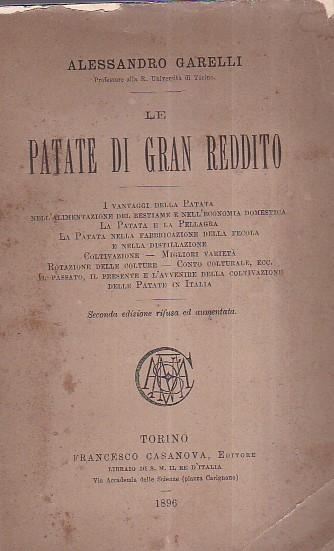 ALESSANDRO GARELLI
Professore alla R. Università di Torino.
LE
PATATE DI GRAN REDDITO
I VANTAGGI DELLA PATATA
NELL'ALIMENTAZIONE DEL BESTIAME E NELL'ECONOMIA DOMESTICA
LA PATATA E LA PELLAGRA
LA PATATA NELLA FABBRICAZIONE DELLA FECOLA
E NELLA DISTILLAZIONE
COLTIVAZIONE — MIGLIORI VARIETÀ
ROTAZIONE DELLE COLTURE — CONTO COLTURALE, ECC.
IL PASSATO, IL PRESENTE E L'AVVENIRE DELLA COLTIVAZIONE
DELLE PATATE IN ITALIA
Seconda edizione rifusa ed aumentata.
TORINO
FRANCESCO CASANOVA, EDITORE
LIBRAIO DI S. M. IL RE D'ITALIA
Via Accademia delle Scienze (piazza Carignano)
1896